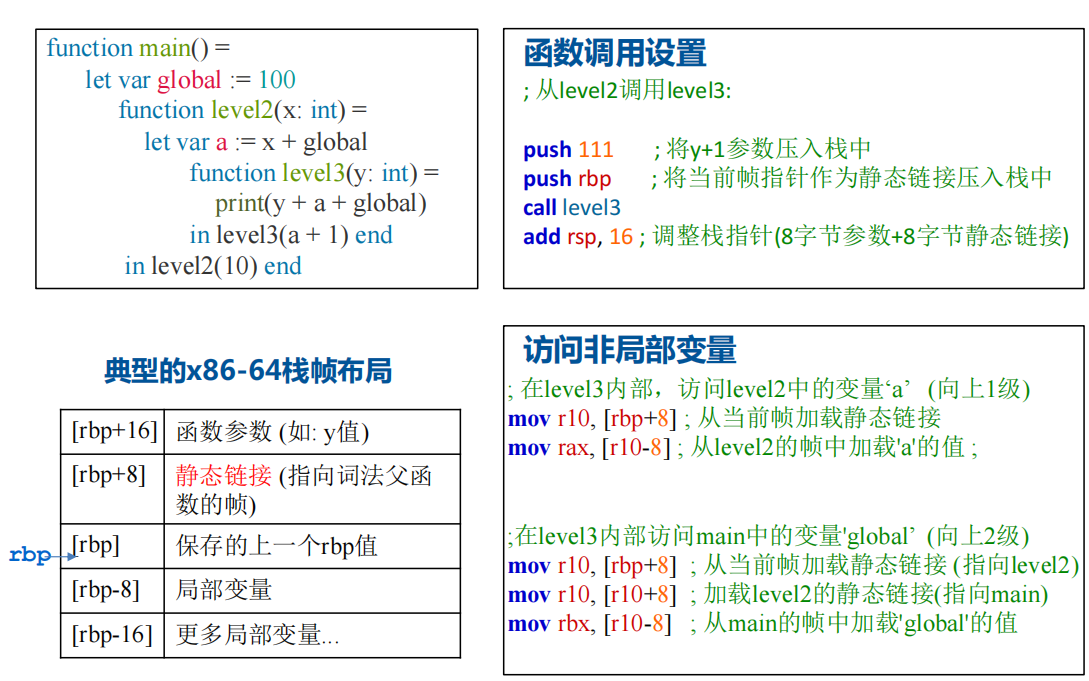 function main() =
let var global := 100
function level2(x: int) =
let var a := x + global
function level3(y: int) =
print(y + a + global)
in level3(a + 1) end
in level2(10) end
函数调用设置
; 从level2调用level3:
push 111 ; 将y+1参数压入栈中
push rbp ; 将当前帧指针作为静态链接压入栈中
call level3
add rsp, 16 ; 调整栈指针(8字节参数+8字节静态链接)
典型的x86-64栈帧布局
[rbp+16] 函数参数 (如: y值)
[rbp+8] 静态链接 (指向词法父函
数的帧)
rbp [rbp] 保存的上一个rbp值
[rbp-8] 局部变量
[rbp-16] 更多局部变量...
访问非局部变量
; 在level3内部，访问level2中的变量‘a’ (向上1级)
mov r10, [rbp+8] ; 从当前帧加载静态链接
mov rax, [r10-8] ; 从level2的帧中加载'a'的值 ;
;在level3内部访问main中的变量'global’ (向上2级)
mov r10, [rbp+8] ; 从当前帧加载静态链接 (指向level2)
mov r10, [r10+8] ; 加载level2的静态链接(指向main)
mov rbx, [r10-8] ; 从main的帧中加载'global'的值